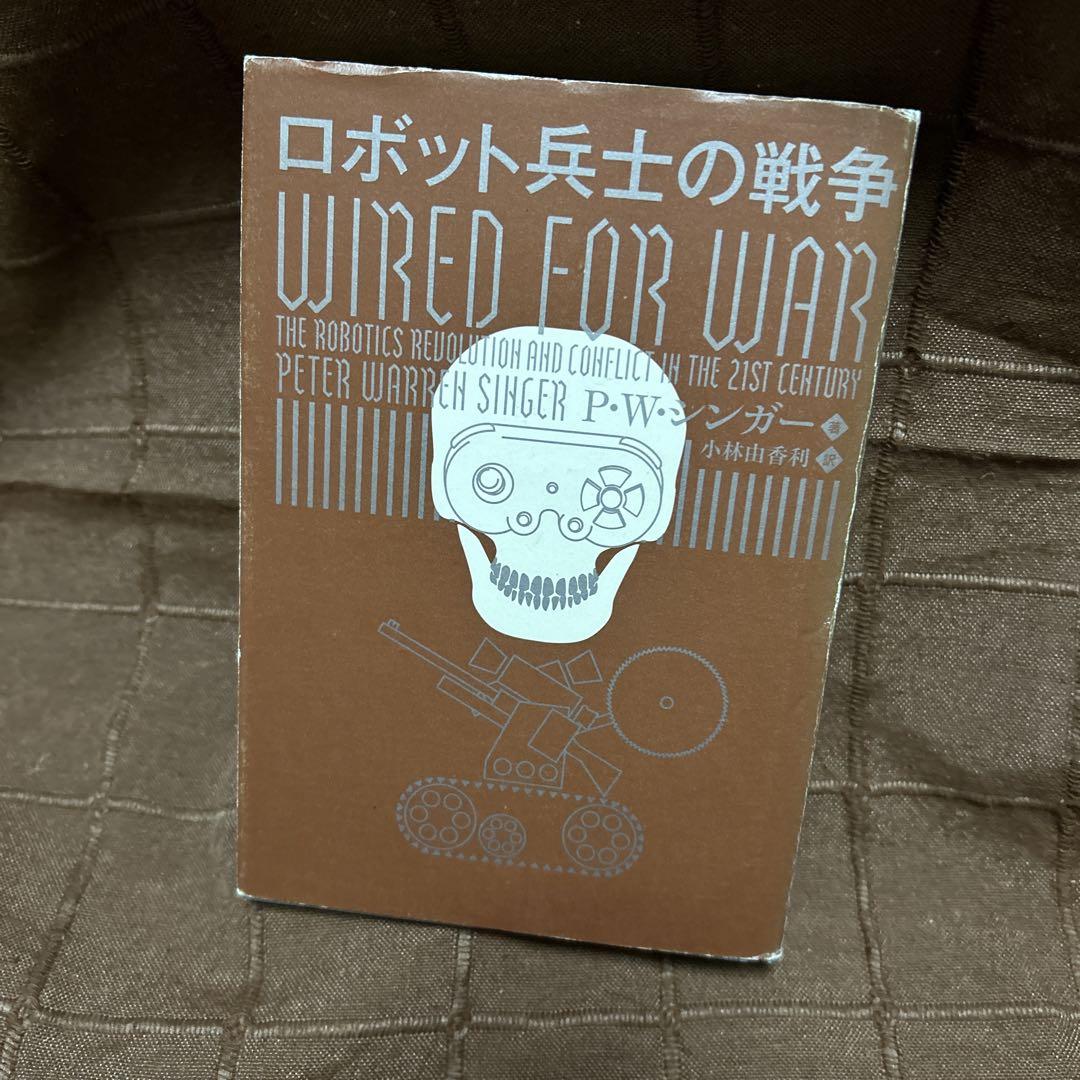 ロボット兵士の戦争
WIRED FOR WAR
THE ROBOTICS REVOLUTION AND CONFLICT IN THE 21ST CENTURY
PETER WARREN SINGER P・W・シンガー 著
小林由香利 訳